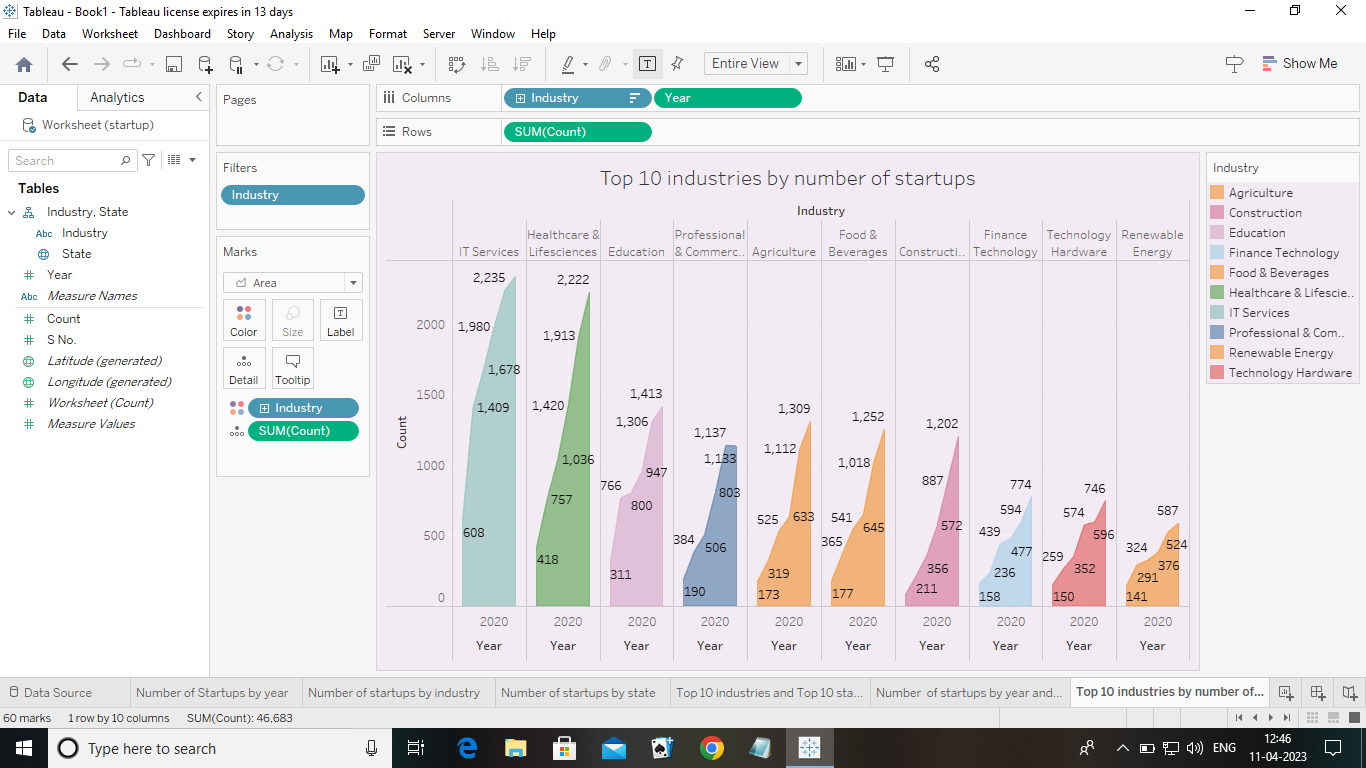 Tableau - Book1 - Tableau license expires in 13 days
File Data Worksheet Dashboard Story Analysis Map Format Server Window Help
Entire View
Show Me
Data Analytics
Worksheet (startup)
Search
Tables
Industry, State
Abc Industry
State
Year
Abc Measure Names
Count
S No.
Latitude (generated)
Longitude (generated)
Worksheet (Count)
Measure Values
Pages
Filters
Industry
Marks
Area
Color Size Label
Detail Tooltip
Industry
SUM(Count)
Columns Industry Year
Rows SUM(Count)
Top 10 industries by number of startups
Industry
IT Services
Healthcare &
Lifesciences
Education
Professional
& Commerc..
Agriculture
Food &
Beverages
Constructi..
Finance
Technology
Technology
Hardware
Renewable
Energy
Count
2000
1500
1000
500
0
2,235
1,980
1,678
1,409
608
2,222
1,913
1,420
1,036
757
418
1,413
1,306
947
766
800
311
1,137
1,133
803
384
506
190
1,309
1,112
525
633
319
173
1,252
1,018
541
645
365
177
1,202
887
572
356
211
774
594
439
477
236
158
746
574
596
259
352
150
587
524
324
376
291
141
2020 2020 2020 2020 2020 2020 2020 2020 2020 2020
Year Year Year Year Year Year Year Year Year Year
Industry
Agriculture
Construction
Education
Finance Technology
Food & Beverages
Healthcare & Lifescie..
IT Services
Professional & Com..
Renewable Energy
Technology Hardware
Data Source Number of Startups by year Number of startups by industry Number of startups by state Top 10 industries and Top 10 sta... Number of startups by year and... Top 10 industries by number of...
60 marks 1 row by 10 columns SUM(Count): 46,683
Type here to search
ENG
12:46
11-04-2023